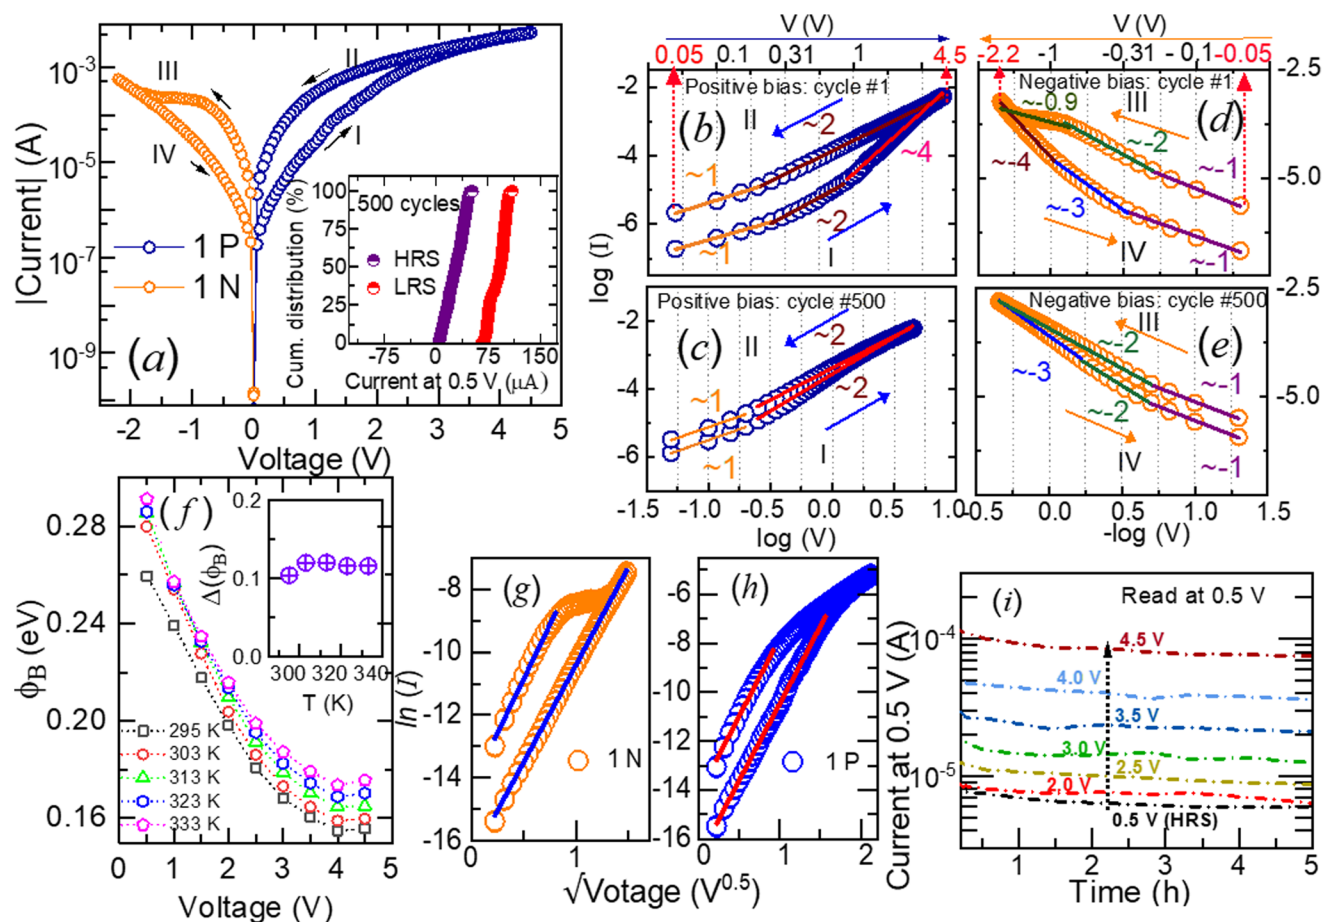 (a)
|Current| (A)
10⁻³
10⁻⁵
10⁻⁷
10⁻⁹
III
II
I
IV
1 P
1 N
Cum. distribution (%)
100
75
50
25
0
500 cycles
HRS
LRS
-75 0 75 150
Current at 0.5 V (μA)
-2 -1 0 1 2 3 4 5
Voltage (V)
V (V)
0.05 0.1 0.31 1 4.5
Positive bias: cycle #1
(b)
II
~2
~4
~1
~2
~1
I
-2
-4
-6
log (I)
Positive bias: cycle #500
(c)
II
~2
~2
~1
~1
I
-2
-4
-6
-1.5 -1.0 -0.5 0.0 0.5 1.0
log (V)
V (V)
-2.2 -1 -0.31 -0.1 -0.05
-2.5
Negative bias: cycle #1
~-0.9
III
(d)
~-2
~-1
~-4
~-3
IV
~-1
-5.0
-2.5
Negative bias: cycle #500
III
(e)
~-2
~-3
~-1
~-2
IV
~-1
-5.0
-0.5 0.0 0.5 1.0 1.5
-log (V)
(f)
ϕB (eV)
0.28
0.24
0.20
0.16
Δ(ϕB)
0.2
0.1
0.0
300 320 340
T (K)
295 K
303 K
313 K
323 K
333 K
0 1 2 3 4 5
Voltage (V)
(g)
ln (I)
-8
-10
-12
-14
-16
1 N
0 1
√Votage (V⁰·⁵)
(h)
-6
-8
-10
-12
-14
-16
1 P
0 1 2
(i)
Read at 0.5 V
Current at 0.5 V (A)
10⁻⁴
10⁻⁵
4.5 V
4.0 V
3.5 V
3.0 V
2.5 V
2.0 V
0.5 V (HRS)
1 2 3 4 5
Time (h)